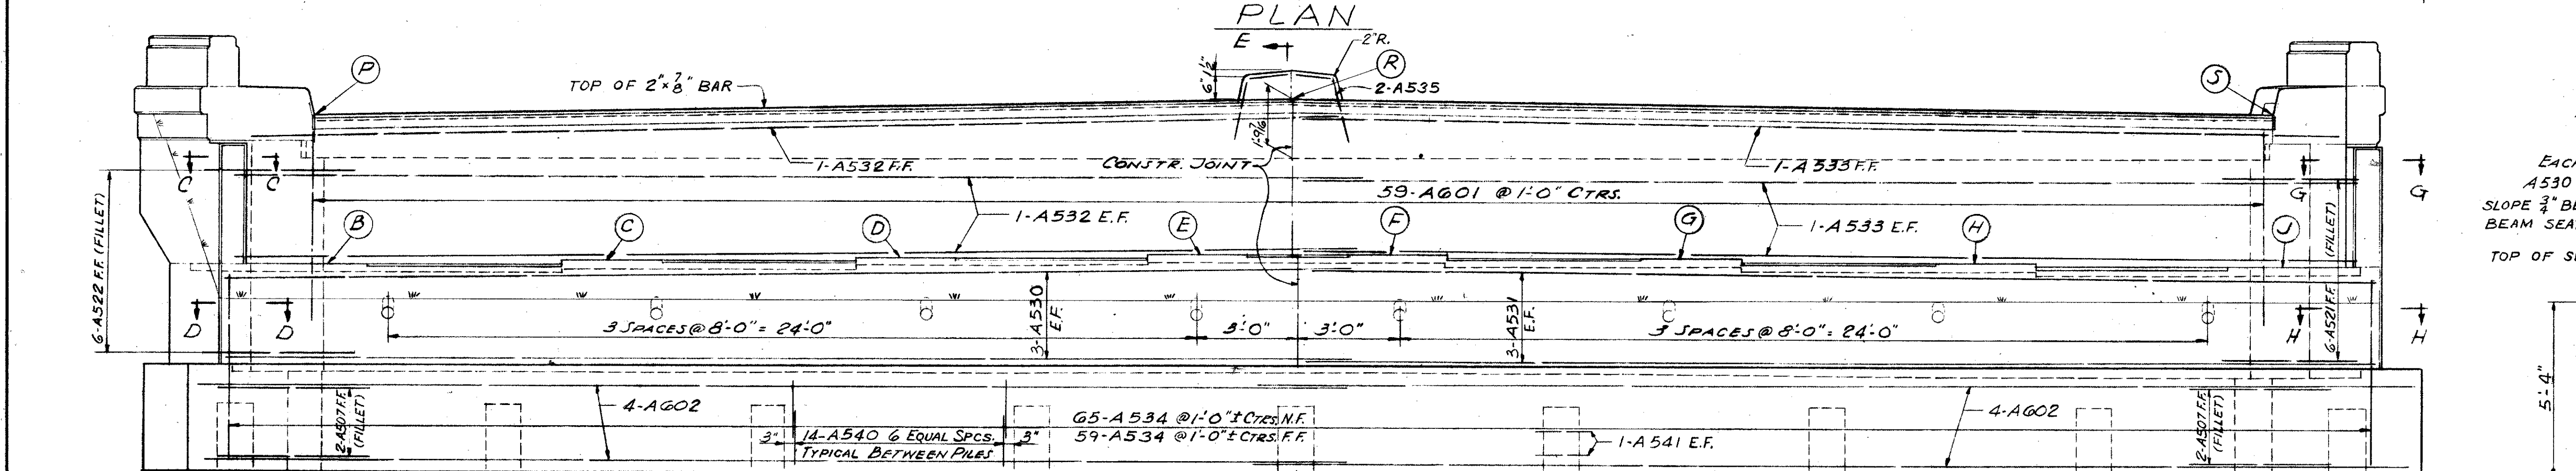 PLAN
E
2"R.
P
R
S
TOP OF 2"x 7/8" BAR
6" 1 1/2"
2-A535
1'-9 7/16
1-A532 F.F.
CONSTR. JOINT
1-A533 F.F.
C
C
G
G
59-A601 @ 1'-0" CTRS.
6-A522 F.F. (FILLET)
1-A532 E.F.
1-A533 E.F.
B
C
D
E
F
G
H
J
D
D
3 SPACES @ 8'-0" = 24'-0"
3-A530
E.F.
3'-0"
3'-0"
3-A531
E.F.
3 SPACES @ 8'-0" = 24'-0"
6-A521 F.F. (FILLET)
H
H
EACH
A530
SLOPE 3/4"
BEAM
TOP OF
5'-4"
2-A507 F.F.
(FILLET)
4-A602
65-A534 @ 1'-0" ± CTRS. N.F.
4-A602
2-A507 F.F.
(FILLET)
3"
14-A540 6 EQUAL SPCS.
3"
59-A534 @ 1'-0" ± CTRS. F.F.
TYPICAL BETWEEN PILES
1-A541 E.F.